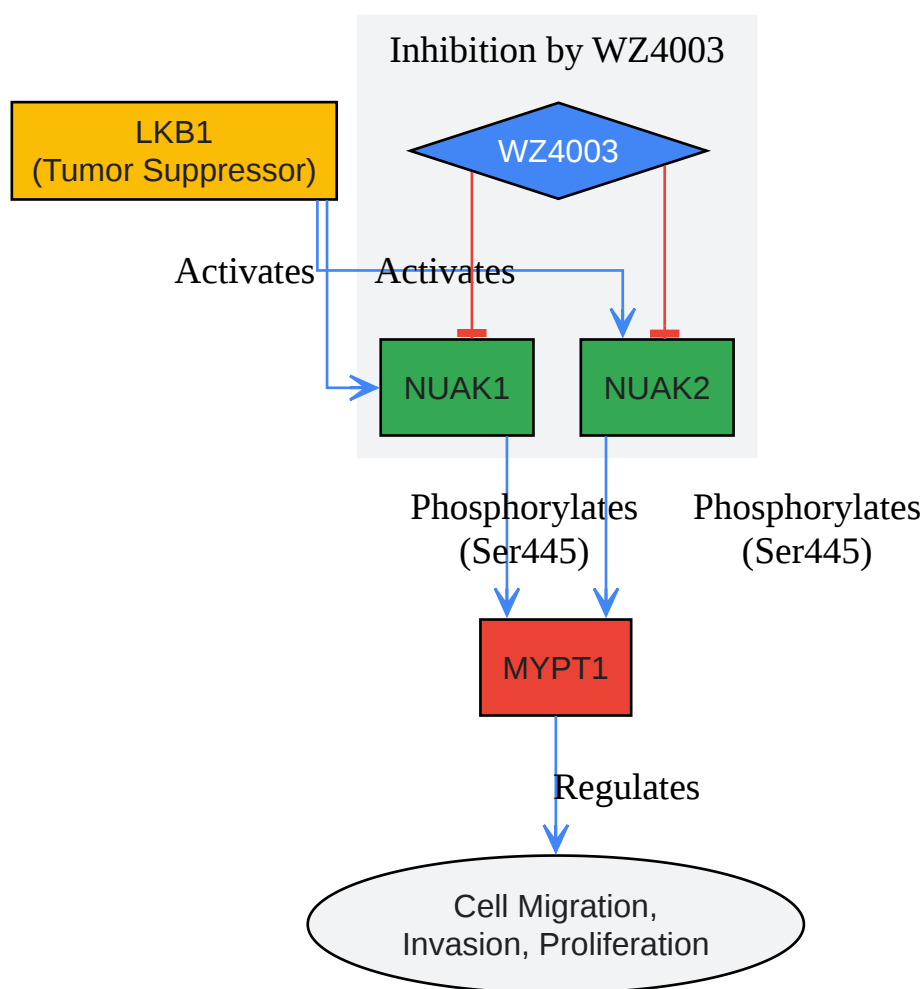 Inhibition by WZ4003
LKB1
(Tumor Suppressor)
WZ4003
Activates
Activates
NUAK1
NUAK2
Phosphorylates
(Ser445)
Phosphorylates
(Ser445)
MYPT1
Regulates
Cell Migration,
Invasion, Proliferation